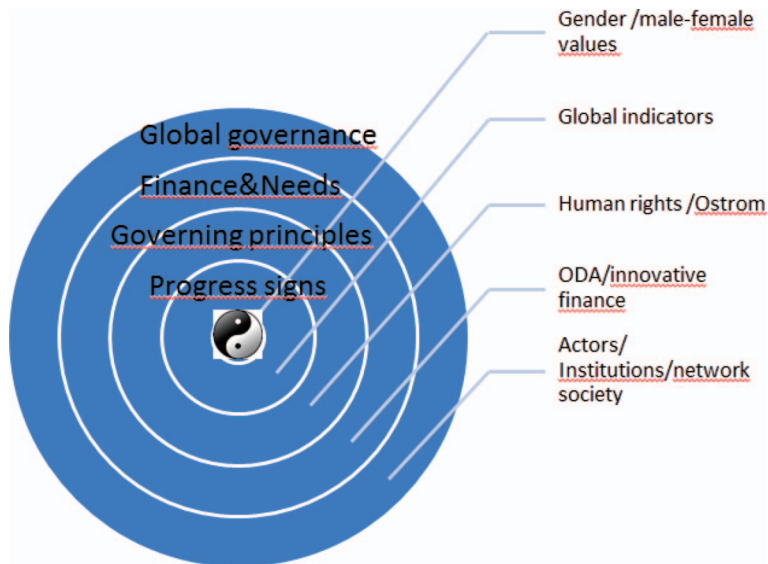 Gender /male-female
values
Global governance
Global indicators
Finance&Needs
Human rights /Ostrom
Governing principles
Progress signs
ODA/innovative
finance
Actors/
Institutions/network
society